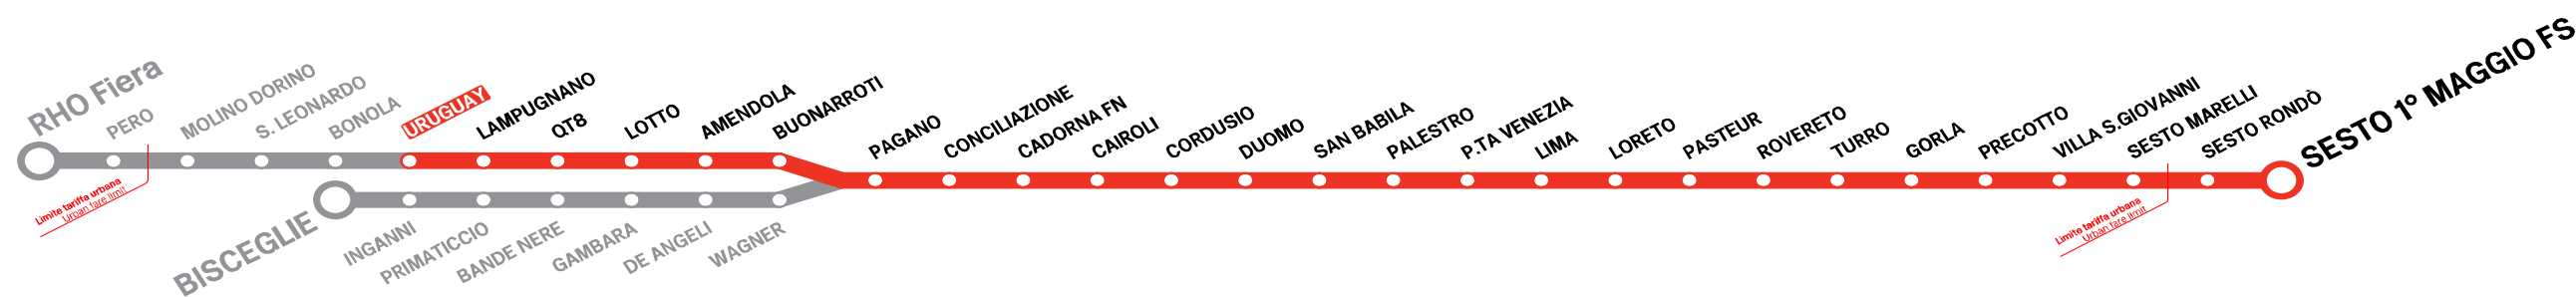 RHO Fiera
PERO
MOLINO DORINO
S. LEONARDO
BONOLA
URUGUAY
LAMPUGNANO
QT8
LOTTO
AMENDOLA
BUONARROTI
PAGANO
CONCILIAZIONE
CADORNA FN
CAIROLI
CORDUSIO
DUOMO
SAN BABILA
PALESTRO
P.TA VENEZIA
LIMA
LORETO
PASTEUR
ROVERETO
TURRO
GORLA
PRECOTTO
VILLA S.GIOVANNI
SESTO MARELLI
SESTO RONDÒ
SESTO 1° MAGGIO FS
Limite tariffa urbana
Urban fare limit
BISCEGLIE
INGANNI
PRIMATICCIO
BANDE NERE
GAMBARA
DE ANGELI
WAGNER
Limite tariffa urbana
Urban fare limit